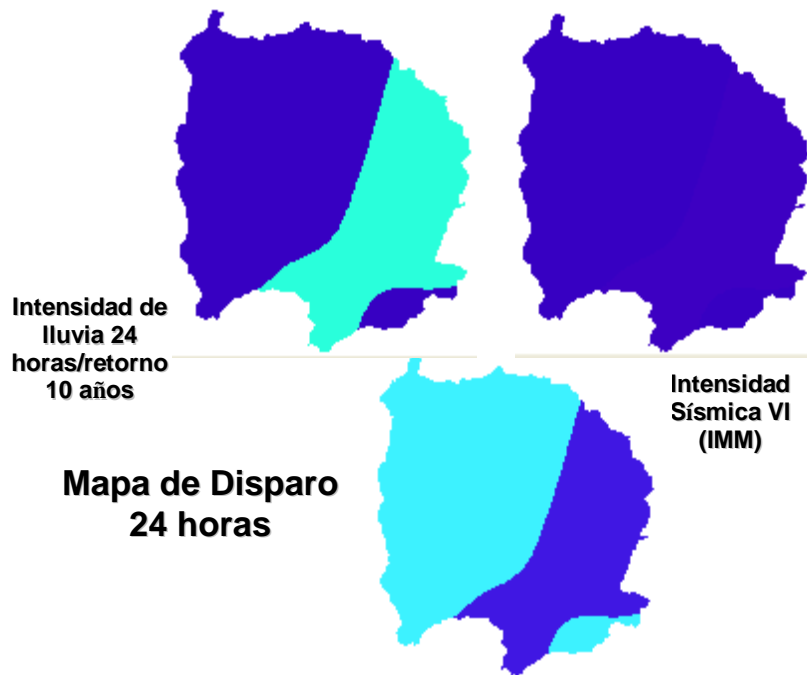 Intensidad de
lluvia 24
horas/retorno
10 años
Intensidad
Sísmica VI
(IMM)
Mapa de Disparo
24 horas